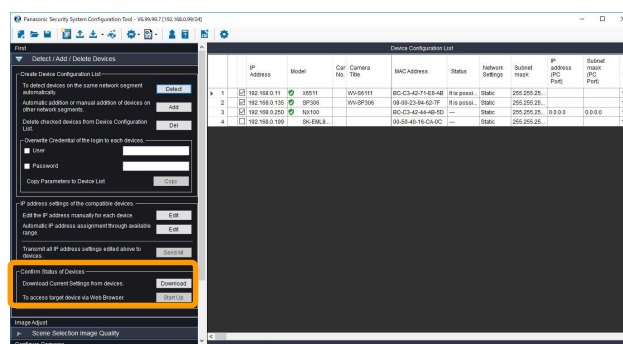 Panasonic Security System Configuration Tool - V6.99.99.7 [192.168.0.99/24]
First
Detect / Add / Delete Devices
Create Device Configuration List
To detect devices on the same network segment automatically.
Detect
Automatic addition or manual addition of devices on other network segments.
Add
Delete checked devices from Device Configuration List.
Del
Overwrite Credential of the login to each devices.
User
Password
Copy Parameters to Device List
Copy
IP address settings of the compatible devices.
Edit the IP address manually for each device
Edit
Automatic IP address assignment through available range.
Edit
Transmit all IP address settings edited above to devices.
Send All
Confirm Status of Devices
Download Current Settings from devices.
Download
To access target device via Web Browser.
Start Up
Image Adjust
Scene Selection Image Quality
Configure Cameras
Device Configuration List
IP Address Model Car No. Camera Title MAC Address Status Network Settings Subnet mask IP address (PC Port) Subnet mask (PC Port)
1 192.168.0.11 X6511 WV-S6111 BC-C3-42-71-E6-AB It is possi... Static 255.255.25...
2 192.168.0.135 SP306 WV-SP306 08-00-23-84-62-7F It is possi... Static 255.255.25...
3 192.168.0.250 NX100 BC-C3-42-44-AB-5D --- Static 255.255.25... 0.0.0.0 0.0.0.0
4 192.168.0.199 SK-EML8... 00-50-40-16-CA-0C --- Static 255.255.25...